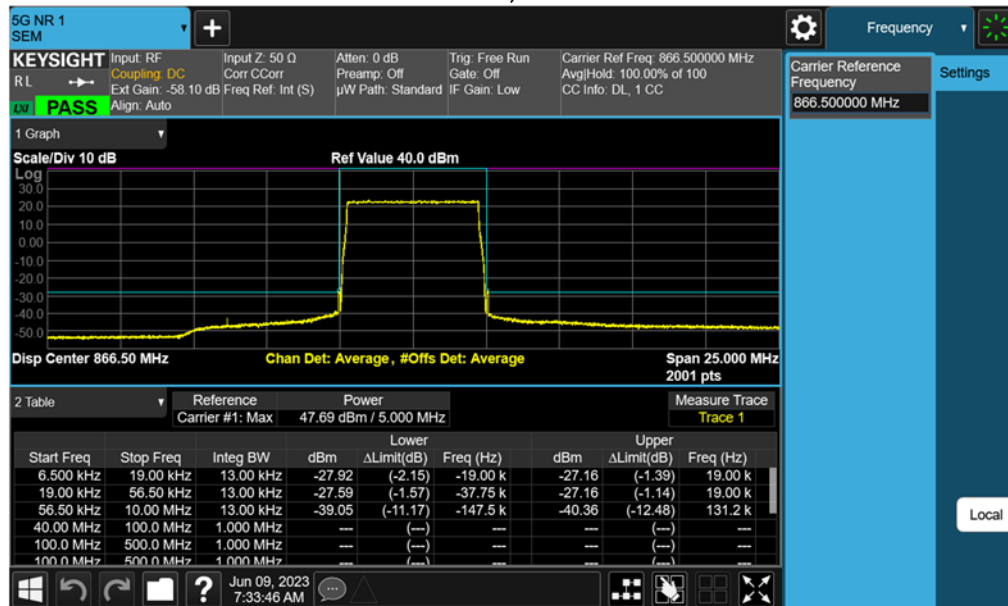 5G NR 1
SEM
+
Frequency
KEYSIGHT Input: RF Input Z: 50 Ω Atten: 0 dB Trig: Free Run Carrier Ref Freq: 866.500000 MHz
RL Coupling: DC Corr CCorr Preamp: Off Gate: Off Avg|Hold: 100.00% of 100
Ext Gain: -58.10 dB Freq Ref: Int (S) µW Path: Standard IF Gain: Low CC Info: DL, 1 CC
LXI PASS Align: Auto
Carrier Reference
Frequency
866.500000 MHz
Settings
1 Graph
Scale/Div 10 dB Ref Value 40.0 dBm
Log
30.0
20.0
10.0
0.00
-10.0
-20.0
-30.0
-40.0
-50.0
Disp Center 866.50 MHz Chan Det: Average, #Offs Det: Average Span 25.000 MHz
2001 pts
2 Table Reference Power Measure Trace
Carrier #1: Max 47.69 dBm / 5.000 MHz Trace 1
Lower Upper
Start Freq Stop Freq Integ BW dBm ΔLimit(dB) Freq (Hz) dBm ΔLimit(dB) Freq (Hz)
6.500 kHz 19.00 kHz 13.00 kHz -27.92 (-2.15) -19.00 k -27.16 (-1.39) 19.00 k
19.00 kHz 56.50 kHz 13.00 kHz -27.59 (-1.57) -37.75 k -27.16 (-1.14) 19.00 k
56.50 kHz 10.00 MHz 13.00 kHz -39.05 (-11.17) -147.5 k -40.36 (-12.48) 131.2 k
40.00 MHz 100.0 MHz 1.000 MHz --- (---) --- --- (---) ---
100.0 MHz 500.0 MHz 1.000 MHz --- (---) --- --- (---) ---
100.0 MHz 500.0 MHz 1.000 MHz --- (---) --- --- (---) ---
Local
? Jun 09, 2023
7:33:46 AM